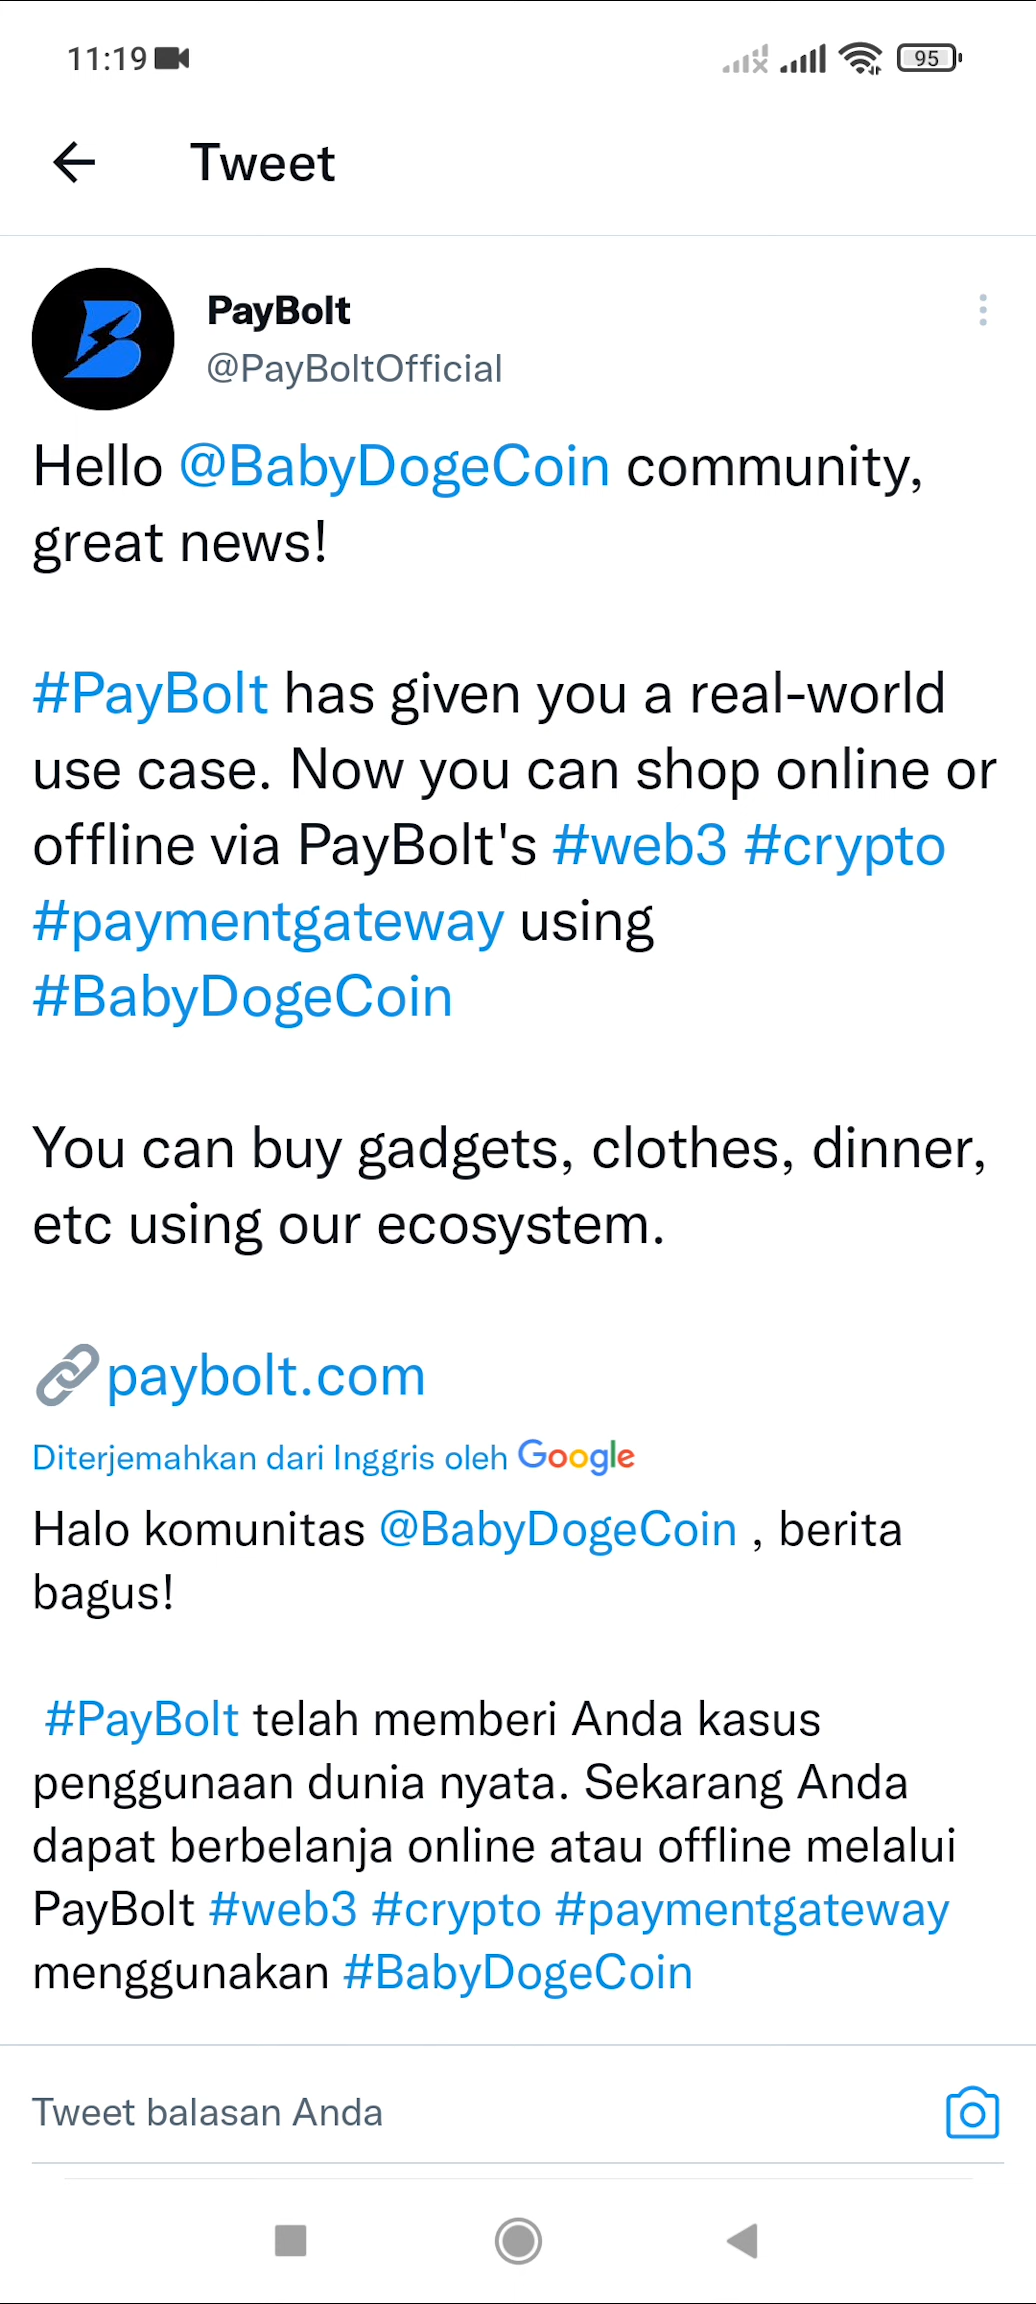 11:19
95
Tweet
PayBolt
@PayBoltOfficial
Hello @BabyDogeCoin community,
great news!
#PayBolt has given you a real-world
use case. Now you can shop online or
offline via PayBolt's #web3 #crypto
#paymentgateway using
#BabyDogeCoin
You can buy gadgets, clothes, dinner,
etc using our ecosystem.
🔗paybolt.com
Diterjemahkan dari Inggris oleh Google
Halo komunitas @BabyDogeCoin , berita
bagus!
#PayBolt telah memberi Anda kasus
penggunaan dunia nyata. Sekarang Anda
dapat berbelanja online atau offline melalui
PayBolt #web3 #crypto #paymentgateway
menggunakan #BabyDogeCoin
Tweet balasan Anda